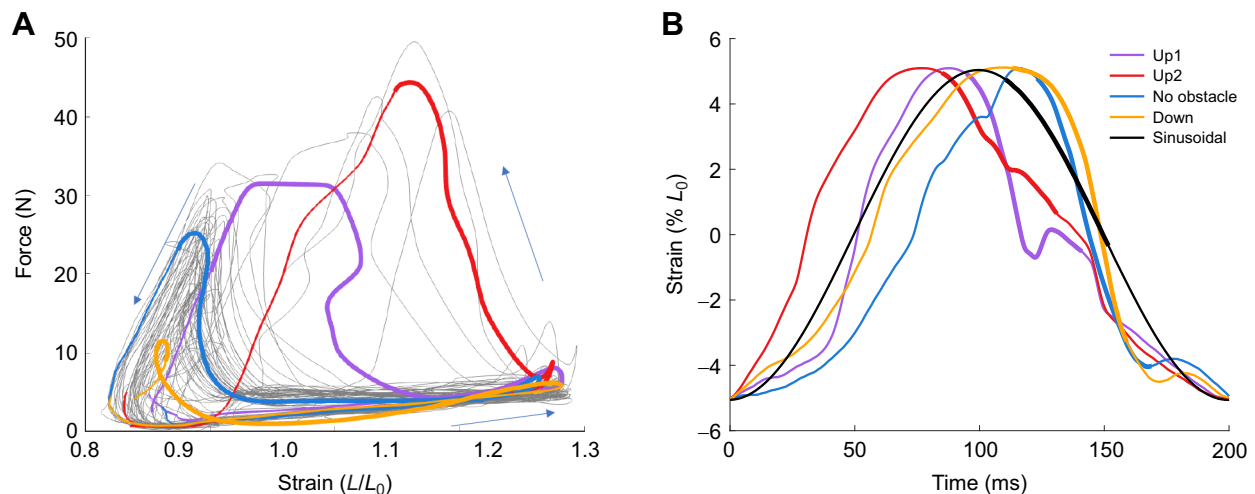 A
50
40
30
20
10
0
Force (N)
0.8 0.9 1.0 1.1 1.2 1.3
Strain (L/L0)
B
6
4
2
0
–2
–4
–6
Strain (% L0)
0 50 100 150 200
Time (ms)
Up1
Up2
No obstacle
Down
Sinusoidal